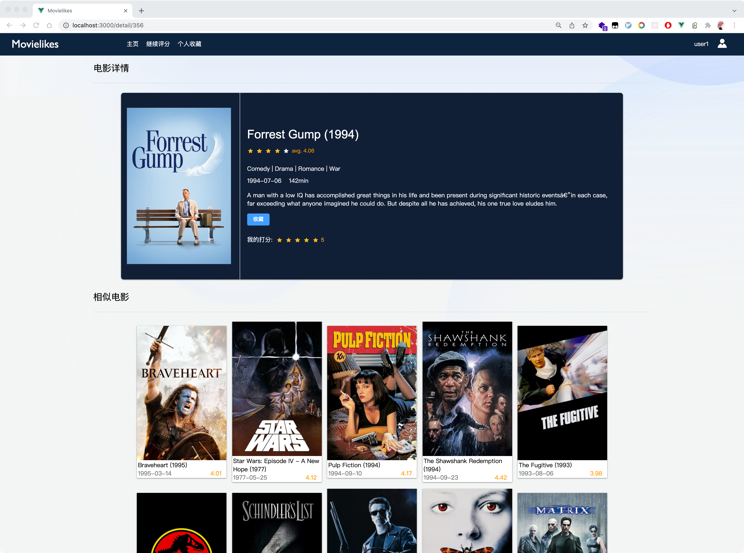 Movielikes
localhost:3000/detail/356
Movielikes
主页
继续评分
个人收藏
user1
电影详情
Forrest
Gump
Forrest Gump (1994)
avg. 4.06
Comedy | Drama | Romance | War
1994-07-06 142min
A man with a low IQ has accomplished great things in his life and been present during significant historic eventsâ€”in each case,
far exceeding what anyone imagined he could do. But despite all he has achieved, his one true love eludes him.
收藏
我的打分: 5
相似电影
BRAVEHEART
Braveheart (1995)
1995-03-14 4.01
STAR
WARS
Star Wars: Episode IV - A New
Hope (1977)
1977-05-25 4.12
PULP FICTION
10¢
Pulp Fiction (1994)
1994-09-10 4.17
THE
SHAWSHANK
REDEMPTION
The Shawshank Redemption
(1994)
1994-09-23 4.42
THE FUGITIVE
The Fugitive (1993)
1993-08-06 3.98
SCHINDLER'S LIST
MATRIX